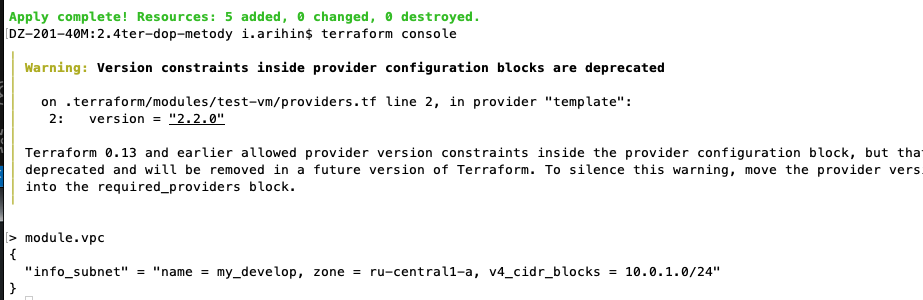 Apply complete! Resources: 5 added, 0 changed, 0 destroyed.
[DZ-201-40M:2.4ter-dop-metody i.arihin$ terraform console
Warning: Version constraints inside provider configuration blocks are deprecated
on .terraform/modules/test-vm/providers.tf line 2, in provider "template":
2: version = "2.2.0"
Terraform 0.13 and earlier allowed provider version constraints inside the provider configuration block, but tha
deprecated and will be removed in a future version of Terraform. To silence this warning, move the provider vers
into the required_providers block.
[> module.vpc
{
"info_subnet" = "name = my_develop, zone = ru-central1-a, v4_cidr_blocks = 10.0.1.0/24"
}